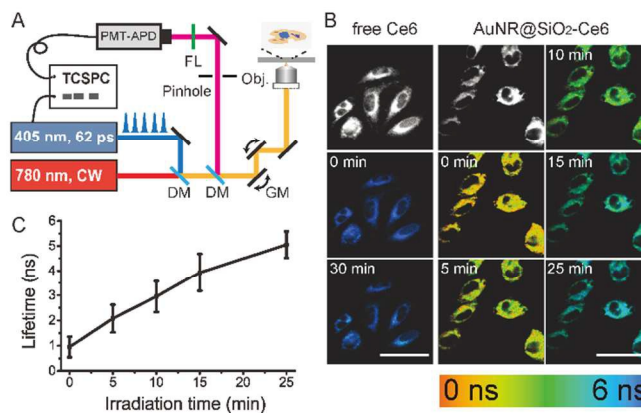 A
PMT-APD
FL
TCSPC
Pinhole
Obj.
405 nm, 62 ps
780 nm, CW
DM
DM
GM
B
free Ce6
AuNR@SiO2-Ce6
10 min
0 min
0 min
15 min
30 min
5 min
25 min
0 ns
6 ns
C
Lifetime (ns)
6
5
4
3
2
1
0
0
5
10
15
20
25
Irradiation time (min)